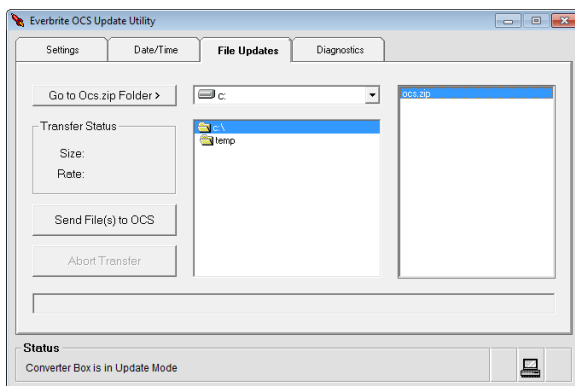 Everbrite OCS Update Utility
Settings
Date/Time
File Updates
Diagnostics
Go to Ocs.zip Folder >
c:
ocs.zip
Transfer Status
c:\
temp
Size:
Rate:
Send File(s) to OCS
Abort Transfer
Status
Converter Box is in Update Mode